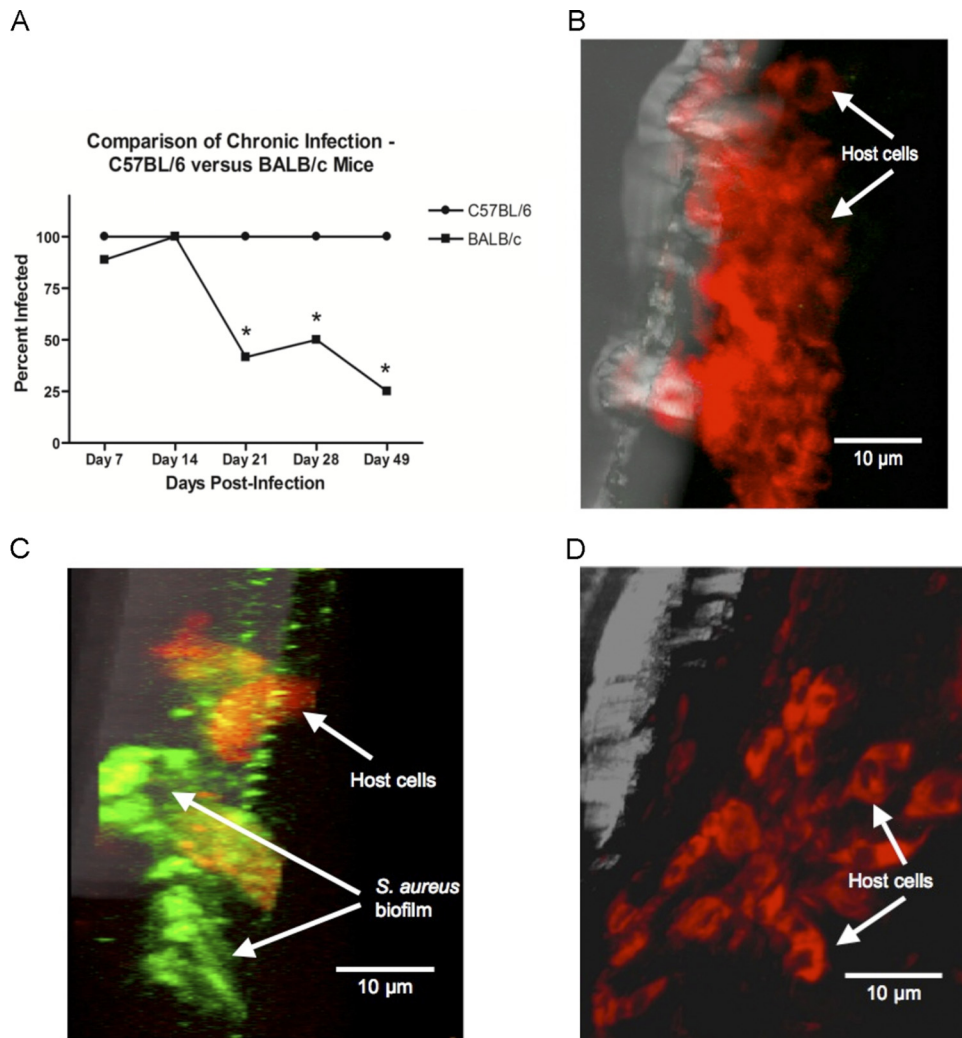 A
Comparison of Chronic Infection -
C57BL/6 versus BALB/c Mice
C57BL/6
BALB/c
Percent Infected
100
75
50
25
0
*
*
*
Day 7 Day 14 Day 21 Day 28 Day 49
Days Post-Infection
B
Host cells
10 µm
C
Host cells
S. aureus
biofilm
10 µm
D
Host cells
10 µm